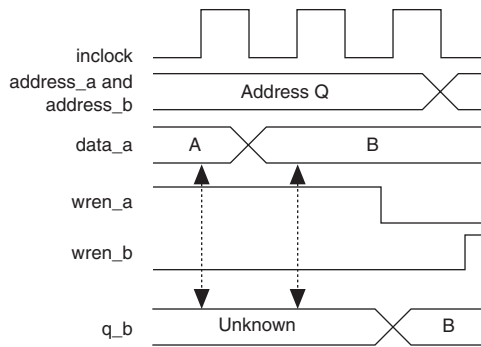 inclock
address_a and
address_b
Address Q
data_a
A
B
wren_a
wren_b
q_b
Unknown
B